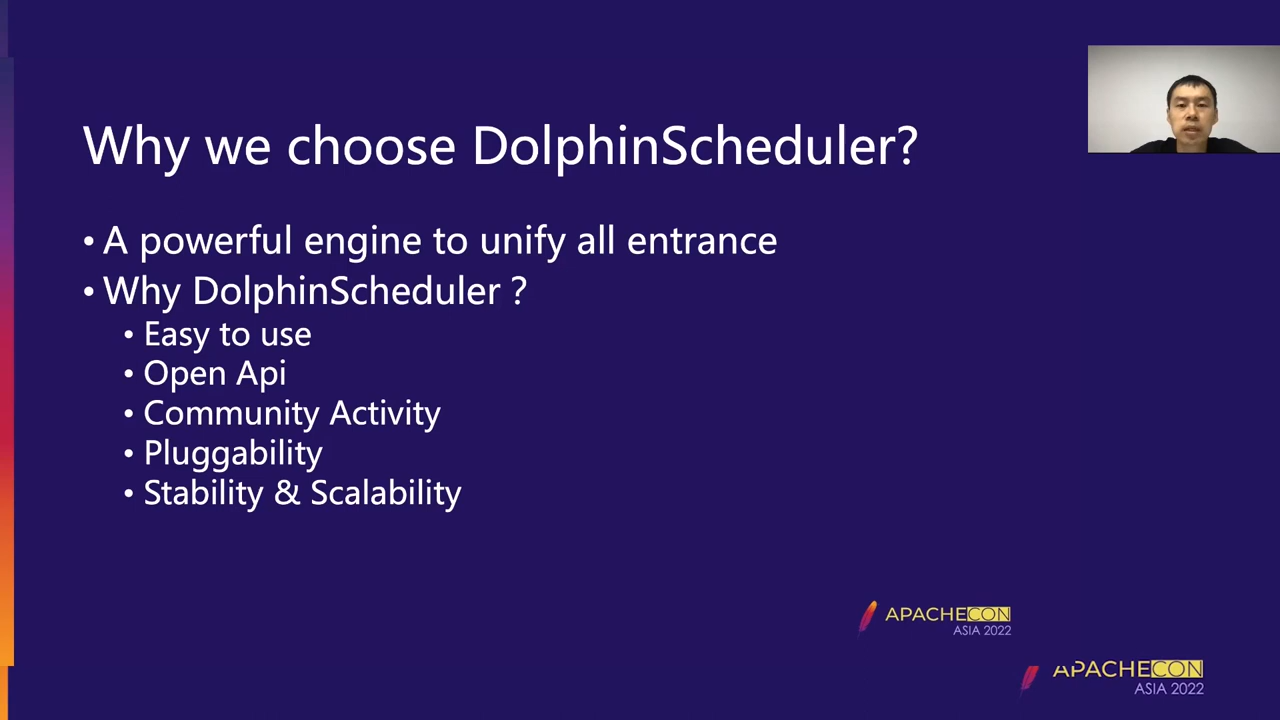 Why we choose DolphinScheduler?
• A powerful engine to unify all entrance
• Why DolphinScheduler ?
• Easy to use
• Open Api
• Community Activity
• Pluggability
• Stability & Scalability
APACHECON
ASIA 2022
APACHECON
ASIA 2022